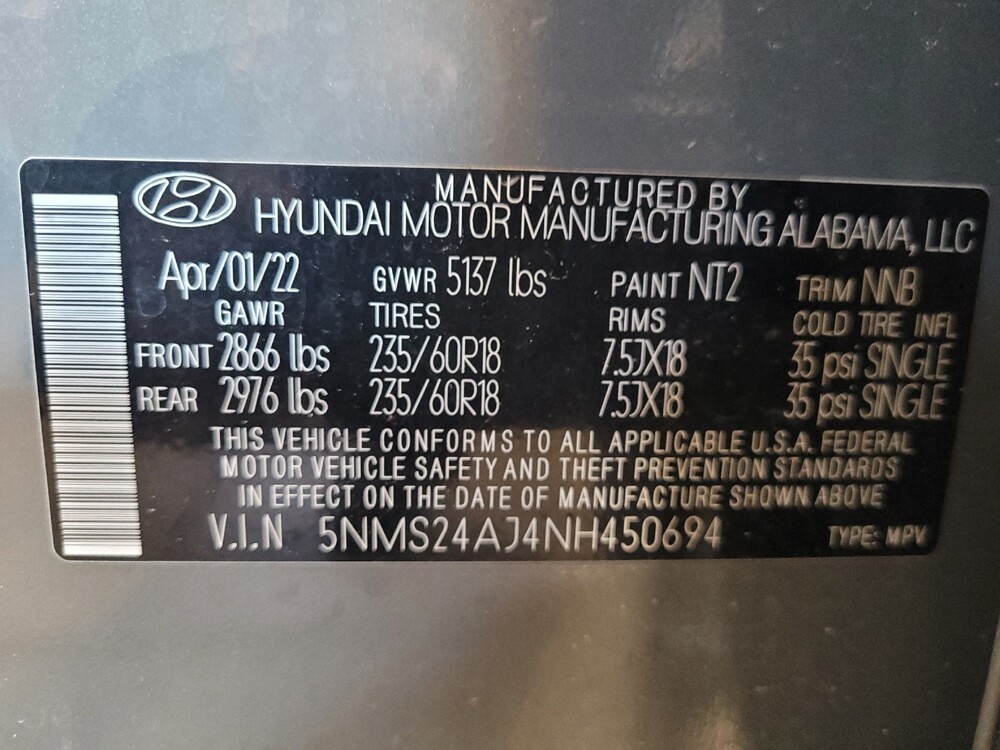 MANUFACTURED BY
HYUNDAI MOTOR MANUFACTURING ALABAMA, LLC
Apr/01/22 GVWR 5137 lbs PAINT NT2 TRIM NNB
GAWR TIRES RIMS COLD TIRE INFL
FRONT 2866 lbs 235/60R18 7.5JX18 35 psi SINGLE
REAR 2976 lbs 235/60R18 7.5JX18 35 psi SINGLE
THIS VEHICLE CONFORMS TO ALL APPLICABLE U.S.A. FEDERAL
MOTOR VEHICLE SAFETY AND THEFT PREVENTION STANDARDS
IN EFFECT ON THE DATE OF MANUFACTURE SHOWN ABOVE
V.I.N 5NMS24AJ4NH450694 TYPE: MPV